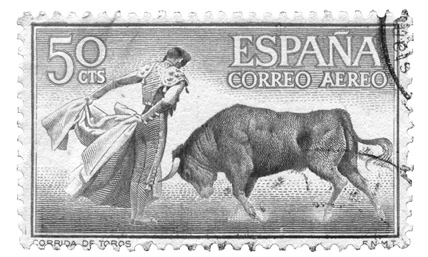 50 ESPAÑA
CTS CORREO AEREO
CORRIDA DE TOROS F.N.M.T.